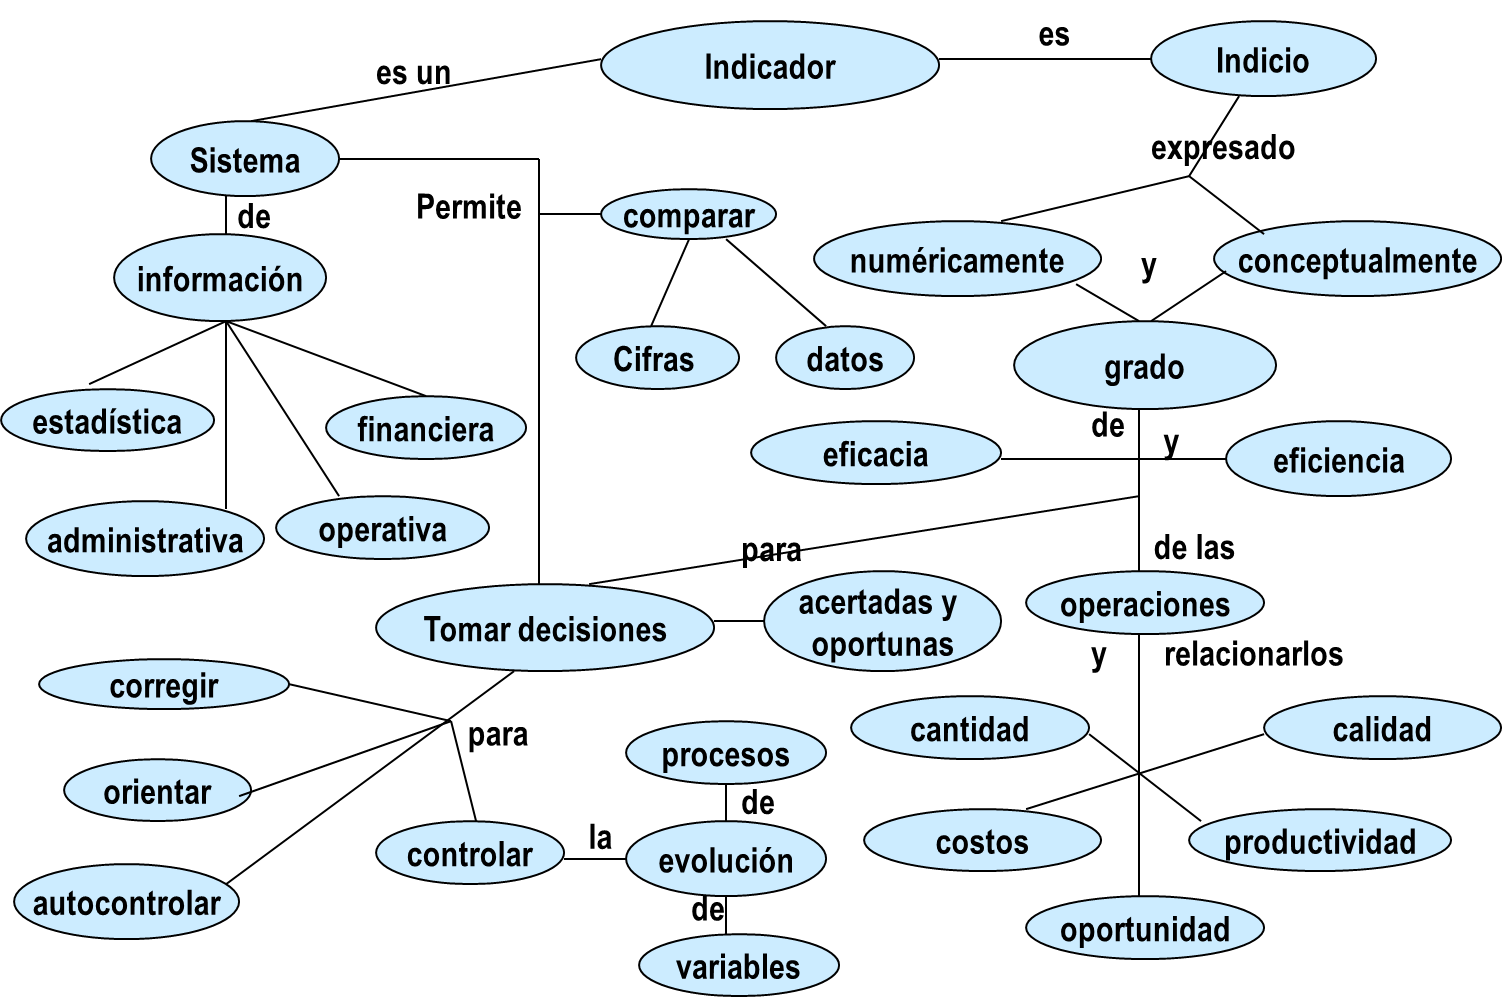 es
Indicador
Indicio
es un
expresado
Sistema
Permite
de
comparar
numéricamente
y
conceptualmente
información
Cifras
datos
grado
estadística
financiera
de
y
eficacia
eficiencia
administrativa
operativa
para
de las
acertadas y
oportunas
operaciones
Tomar decisiones
y
relacionarlos
corregir
cantidad
calidad
para
procesos
orientar
de
la
controlar
evolución
costos
productividad
autocontrolar
de
oportunidad
variables